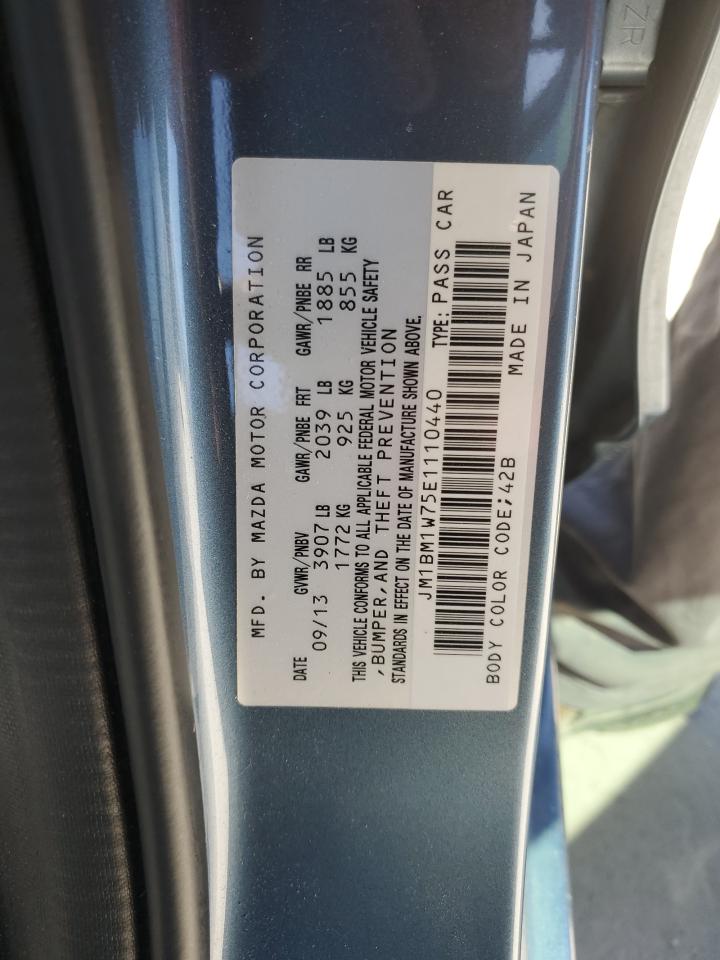 MFD. BY MAZDA MOTOR CORPORATION
DATE GVWR/PNBV GAWR/PNBE FRT GAWR/PNBE RR
09/13 3907 LB 2039 LB 1885 LB
1772 KG 925 KG 855 KG
THIS VEHICLE CONFORMS TO ALL APPLICABLE FEDERAL MOTOR VEHICLE SAFETY
,BUMPER,AND THEFT PREVENTION
STANDARDS IN EFFECT ON THE DATE OF MANUFACTURE SHOWN ABOVE.
JM1BM1W75E1110440 TYPE: PASS CAR
BODY COLOR CODE;42B MADE IN JAPAN
ZR